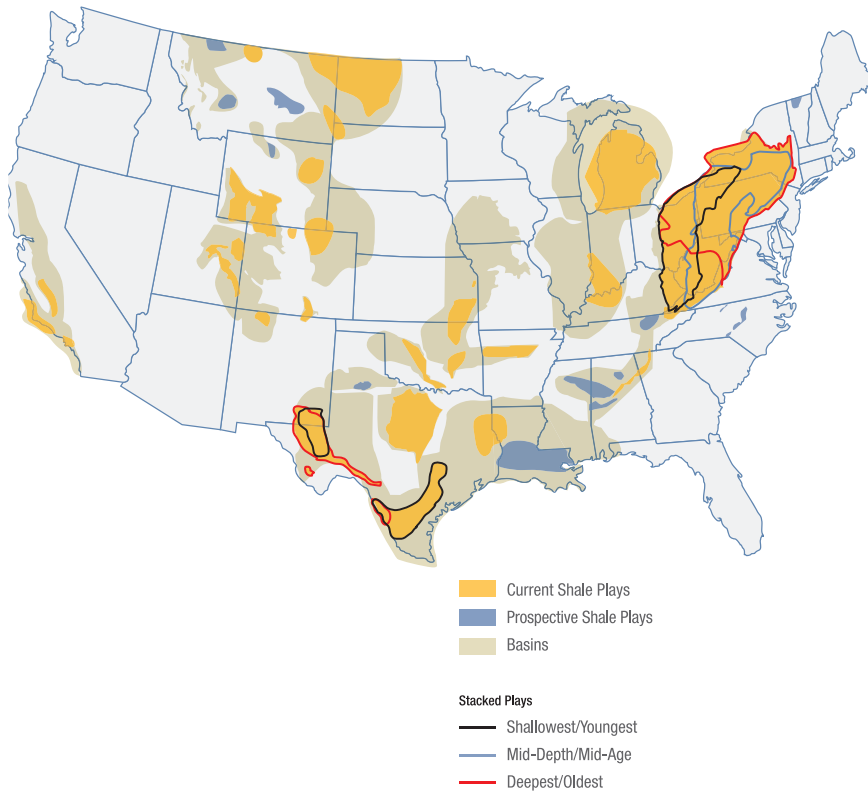 Current Shale Plays
Prospective Shale Plays
Basins
Stacked Plays
Shallowest/Youngest
Mid-Depth/Mid-Age
Deepest/Oldest